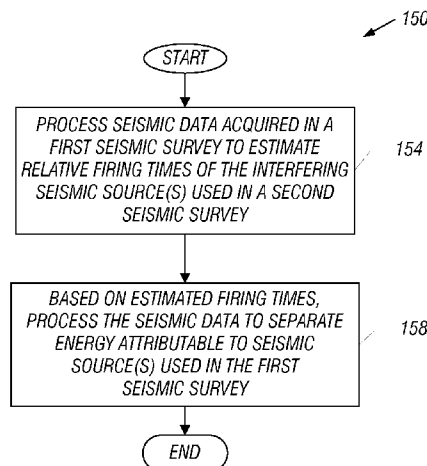 150
START
PROCESS SEISMIC DATA ACQUIRED IN A
FIRST SEISMIC SURVEY TO ESTIMATE
RELATIVE FIRING TIMES OF THE INTERFERING
SEISMIC SOURCE(S) USED IN A SECOND
SEISMIC SURVEY
154
BASED ON ESTIMATED FIRING TIMES,
PROCESS THE SEISMIC DATA TO SEPARATE
ENERGY ATTRIBUTABLE TO SEISMIC
SOURCE(S) USED IN THE FIRST
SEISMIC SURVEY
158
END